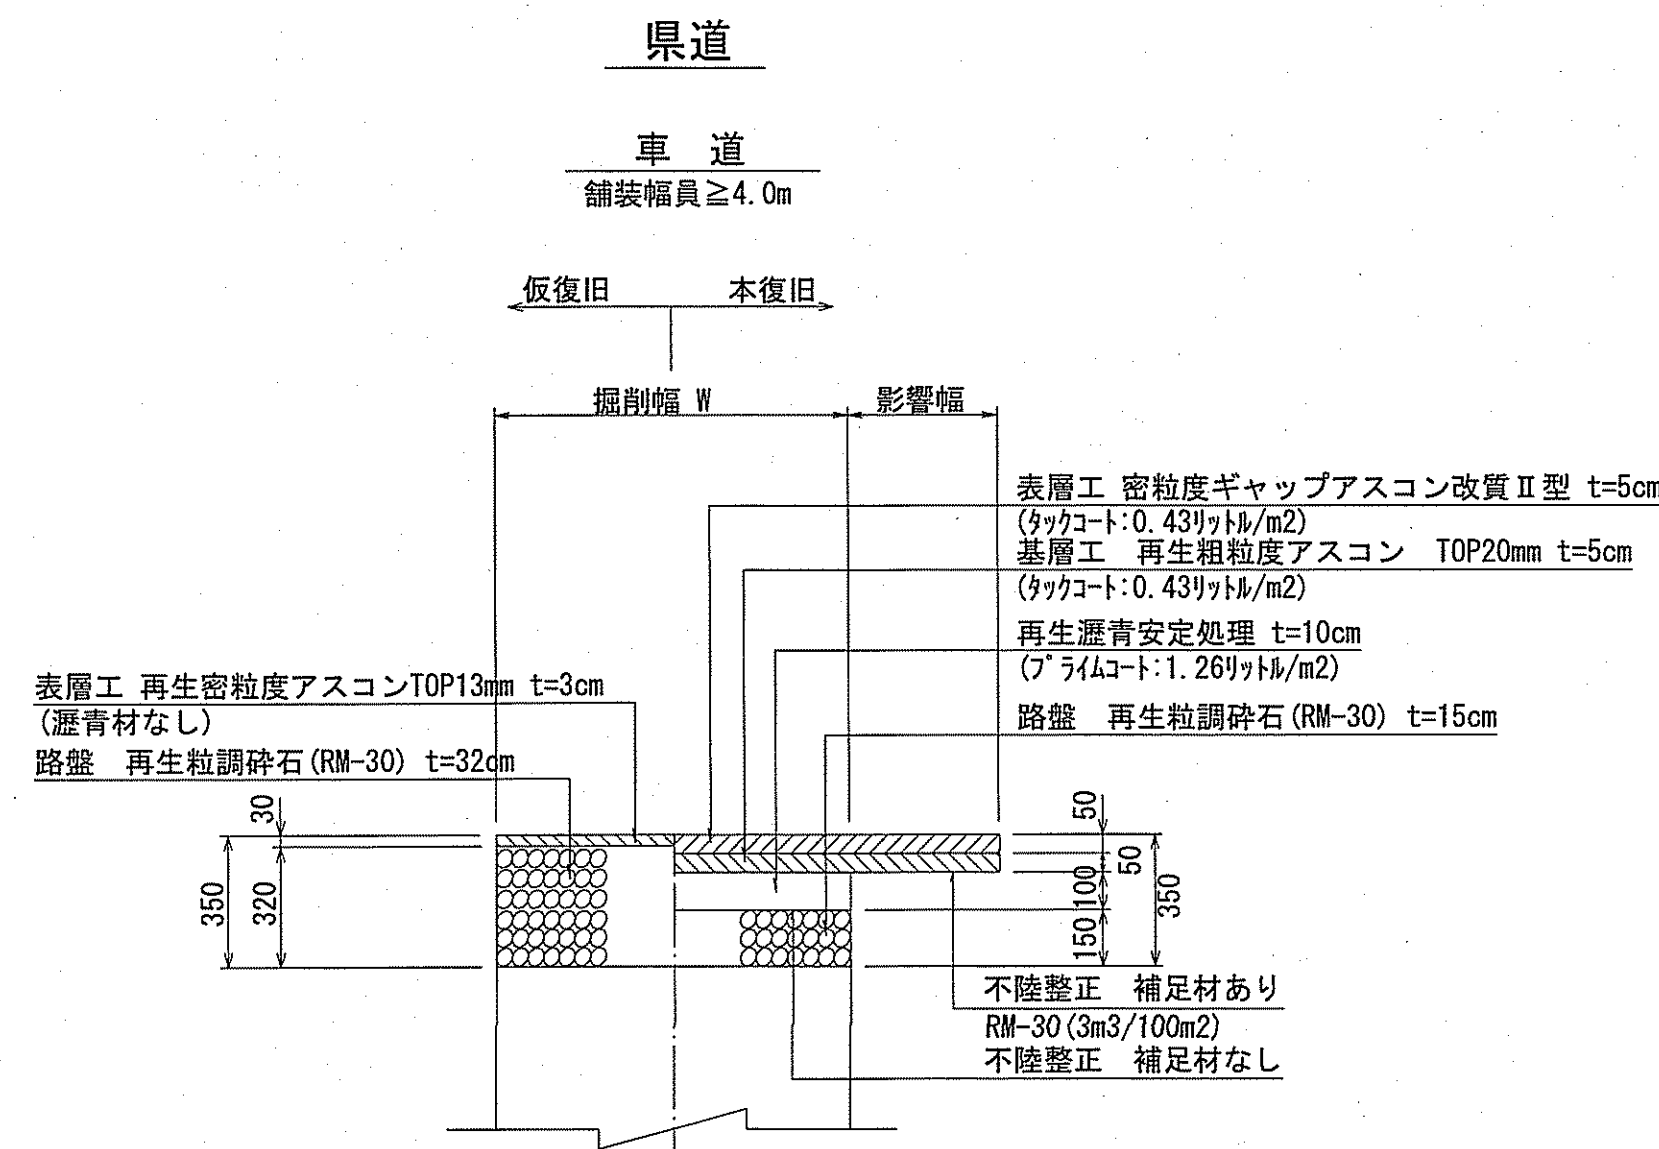 県道
車 道
舗装幅員≧4.0m
仮復旧 本復旧
掘削幅 W 影響幅
表層工 密粒度ギャップアスコン改質Ⅱ型 t=5cm
(ﾀｯｸｺｰﾄ:0.43ﾘｯﾄﾙ/m2)
基層工 再生粗粒度アスコン TOP20mm t=5cm
(ﾀｯｸｺｰﾄ:0.43ﾘｯﾄﾙ/m2)
再生瀝青安定処理 t=10cm
(ﾌﾟﾗｲﾑｺｰﾄ:1.26ﾘｯﾄﾙ/m2)
路盤 再生粒調砕石(RM-30) t=15cm
表層工 再生密粒度アスコンTOP13mm t=3cm
(瀝青材なし)
路盤 再生粒調砕石(RM-30) t=32cm
30
320
350
50
50
100
150
350
不陸整正 補足材あり
RM-30(3m3/100m2)
不陸整正 補足材なし